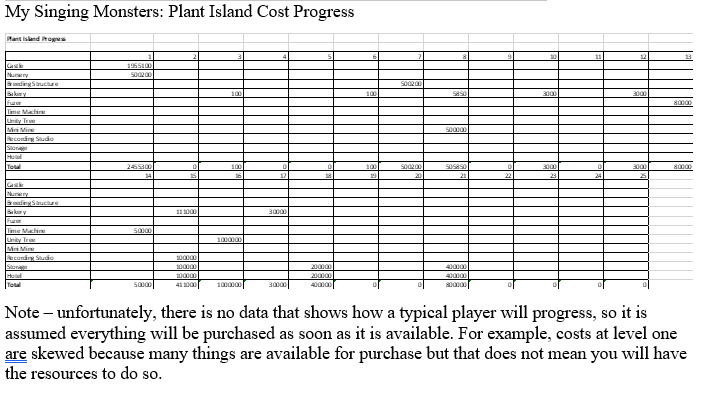 My Singing Monsters: Plant Island Cost Progress
Plant Island Progress
1 2 3 4 5 6 7 8 9 10 11 12 13
Castle 1955100
Nursery 500200
Breeding Structure 500200
Bakery 100 100 5850 3000 3000
Fuzer 80000
Time Machine
Unity Tree
Mini Mine 500000
Recording Studio
Storage
Hotel
Total 2455300 0 100 0 0 100 500200 505850 0 3000 0 3000 80000
14 15 16 17 18 19 20 21 22 23 24 25
Castle
Nursery
Breeding Structure
Bakery 111000 30000
Fuzer
Time Machine 50000
Unity Tree 1000000
Mini Mine
Recording Studio 100000
Storage 100000 200000 400000
Hotel 100000 200000 400000
Total 50000 411000 1000000 30000 400000 0 0 800000 0 0 0 0
Note – unfortunately, there is no data that shows how a typical player will progress, so it is
assumed everything will be purchased as soon as it is available. For example, costs at level one
are skewed because many things are available for purchase but that does not mean you will have
the resources to do so.